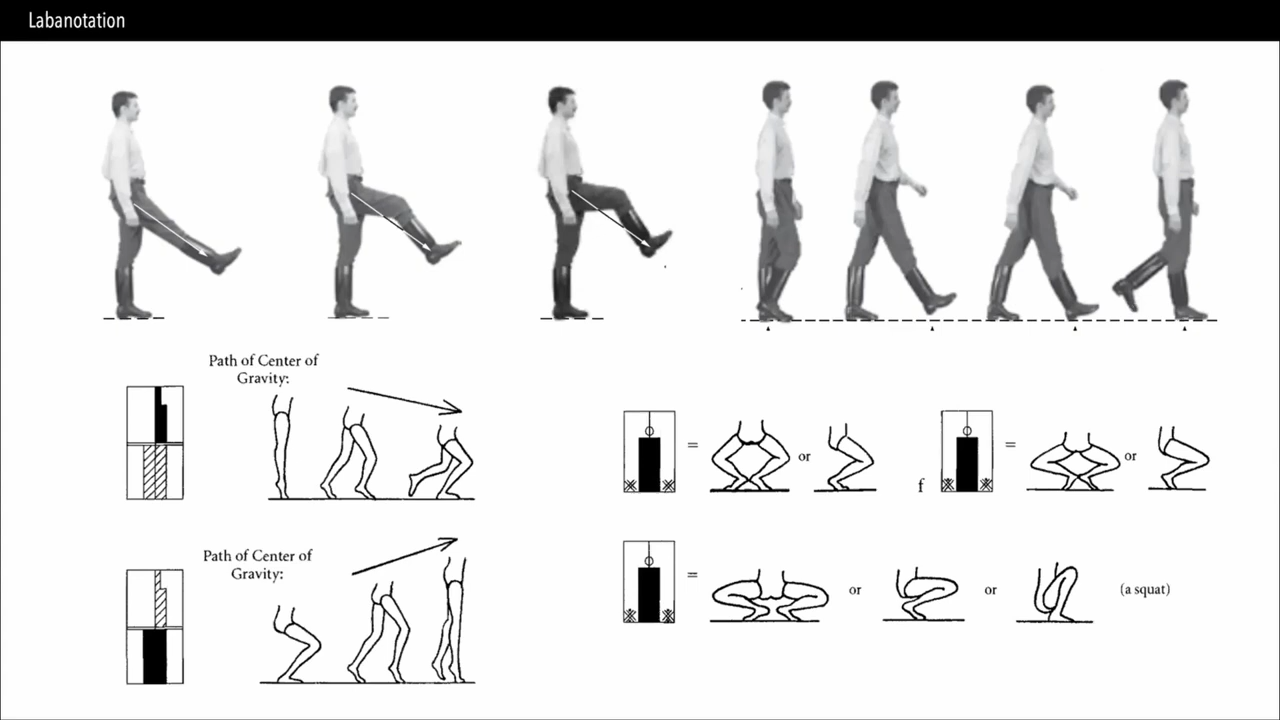 Labanotation
Path of Center of
Gravity:
= or
f = or
Path of Center of
Gravity:
= or or (a squat)